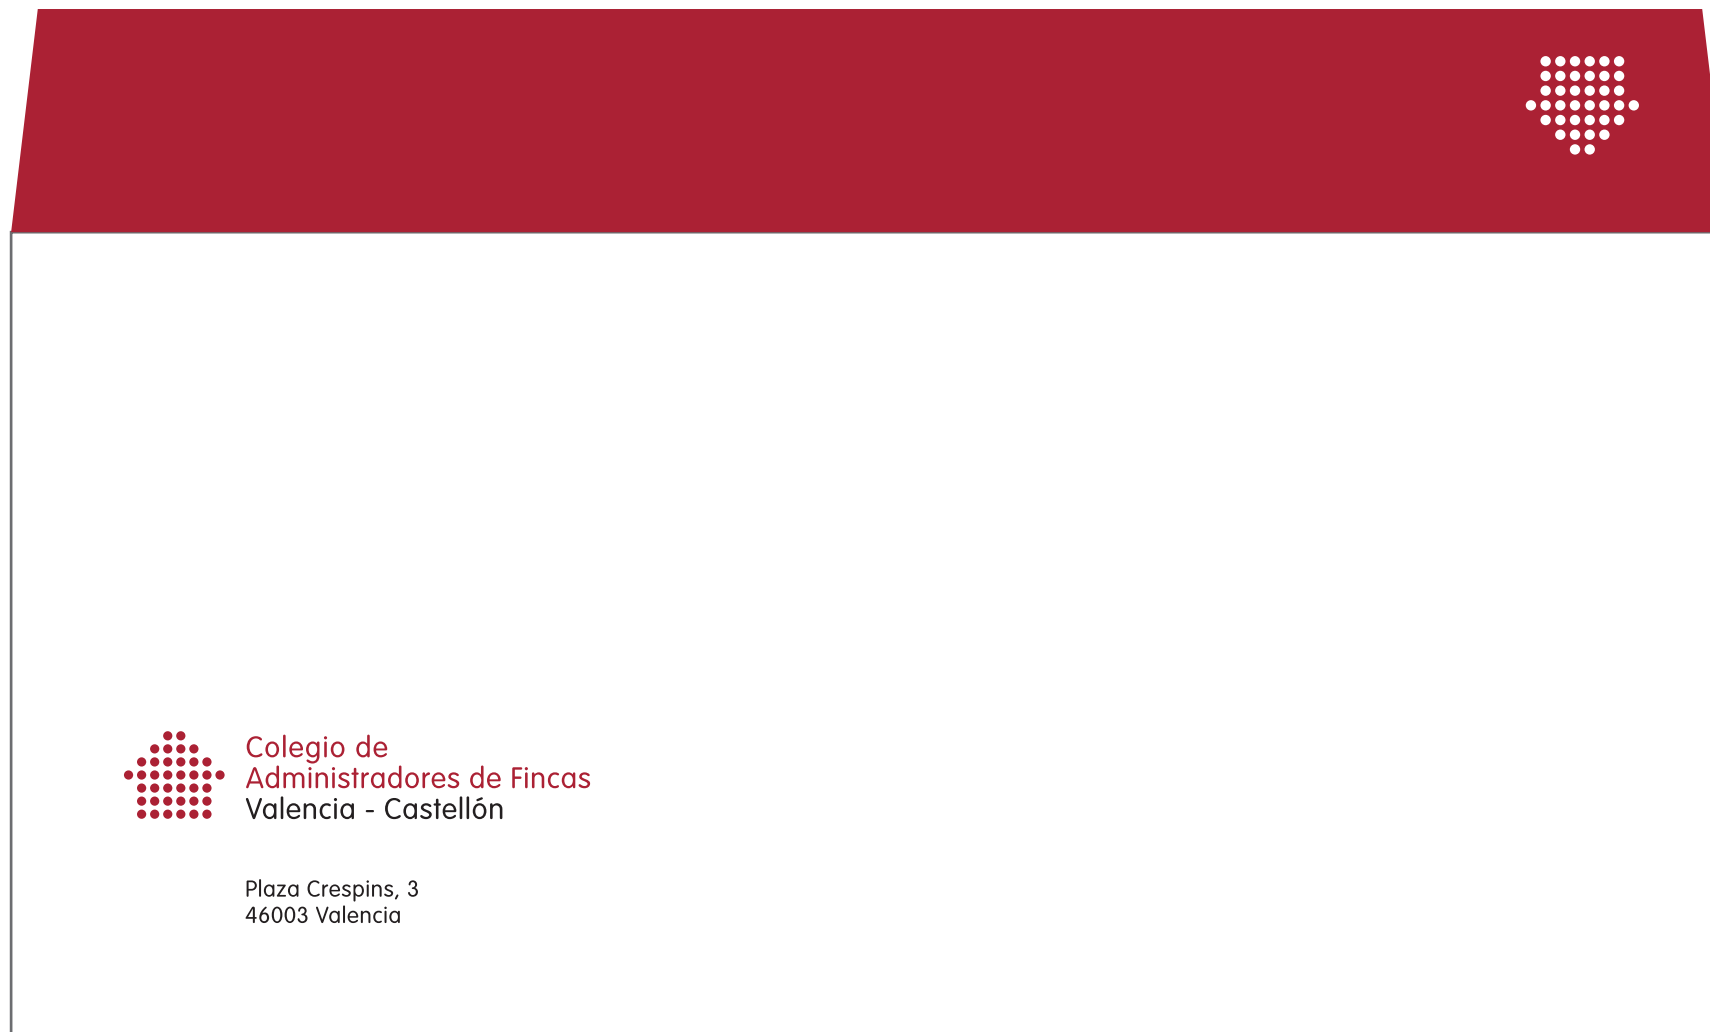 Colegio de
Administradores de Fincas
Valencia - Castellón
Plaza Crespins, 3
46003 Valencia